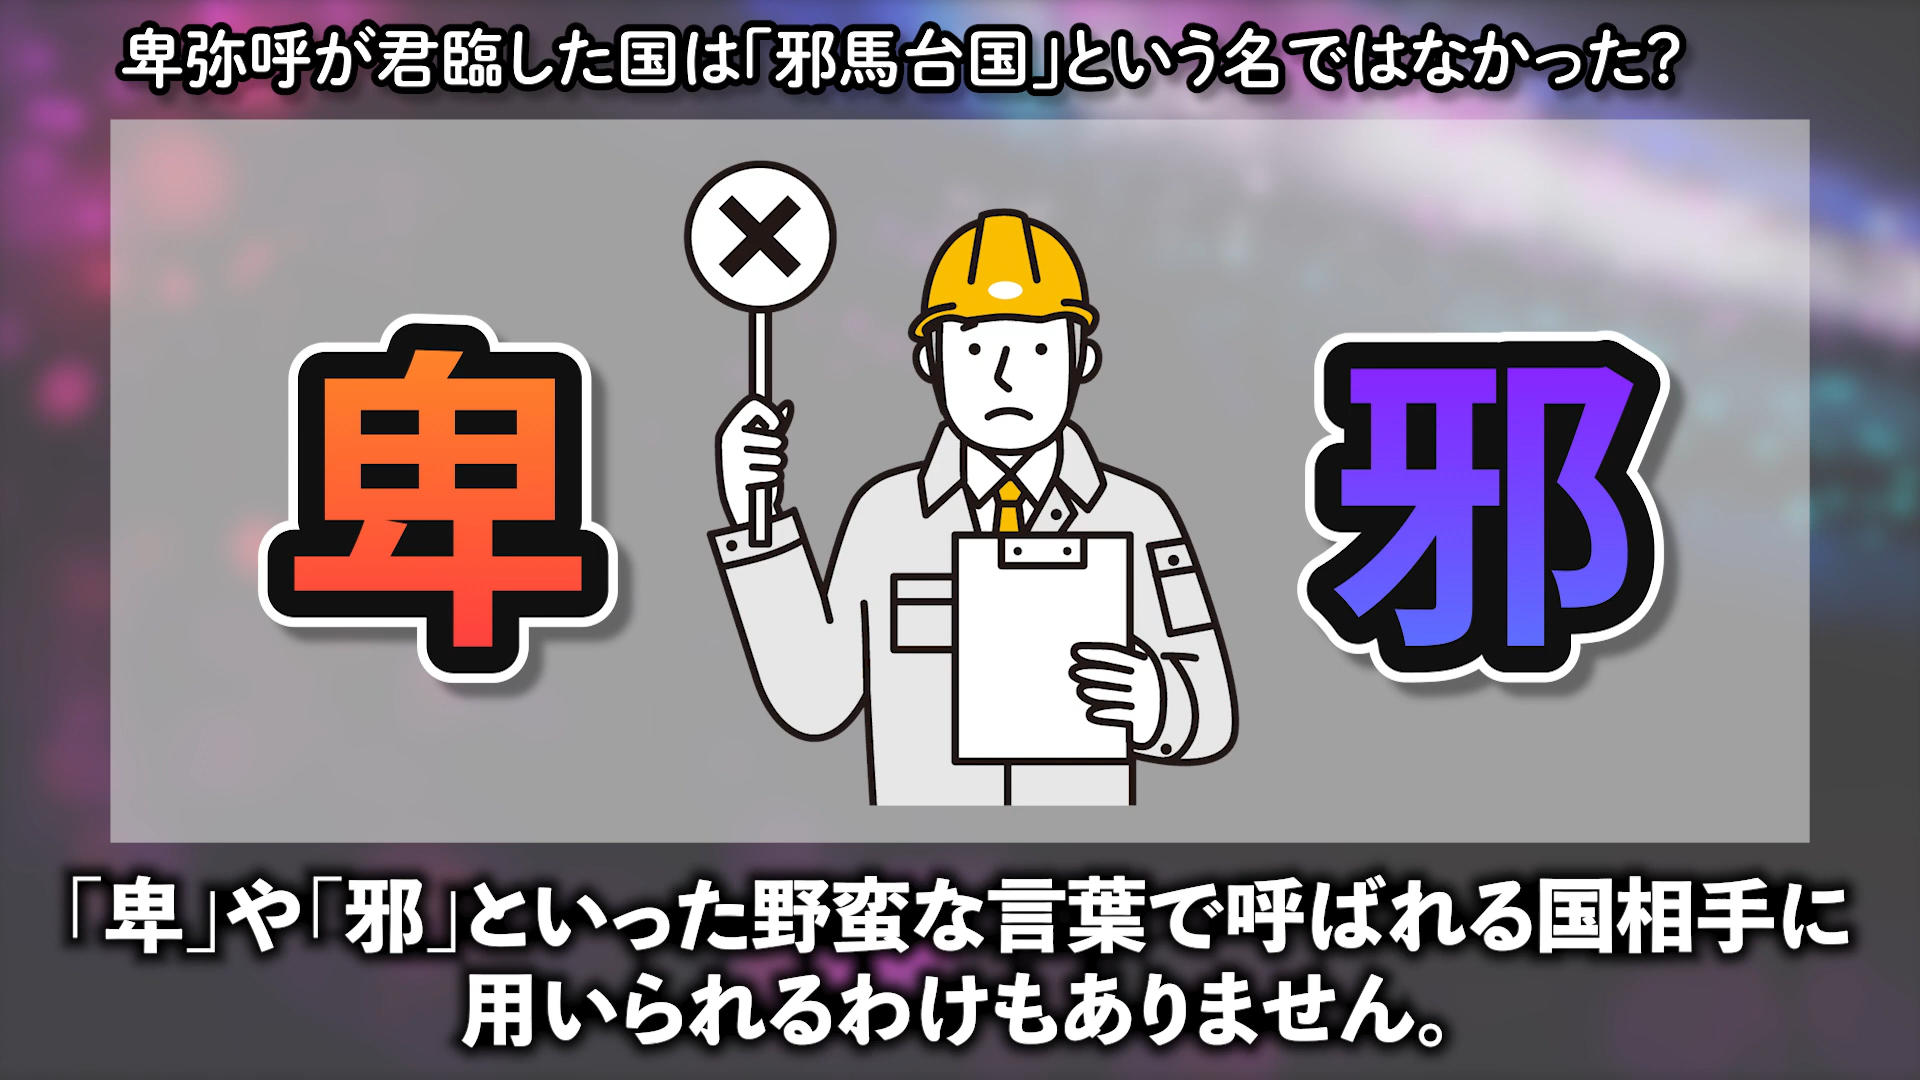 卑弥呼が君臨した国は「邪馬台国」という名ではなかった?
卑
邪
「卑」や「邪」といった野蛮な言葉で呼ばれる国相手に
用いられるわけもありません。